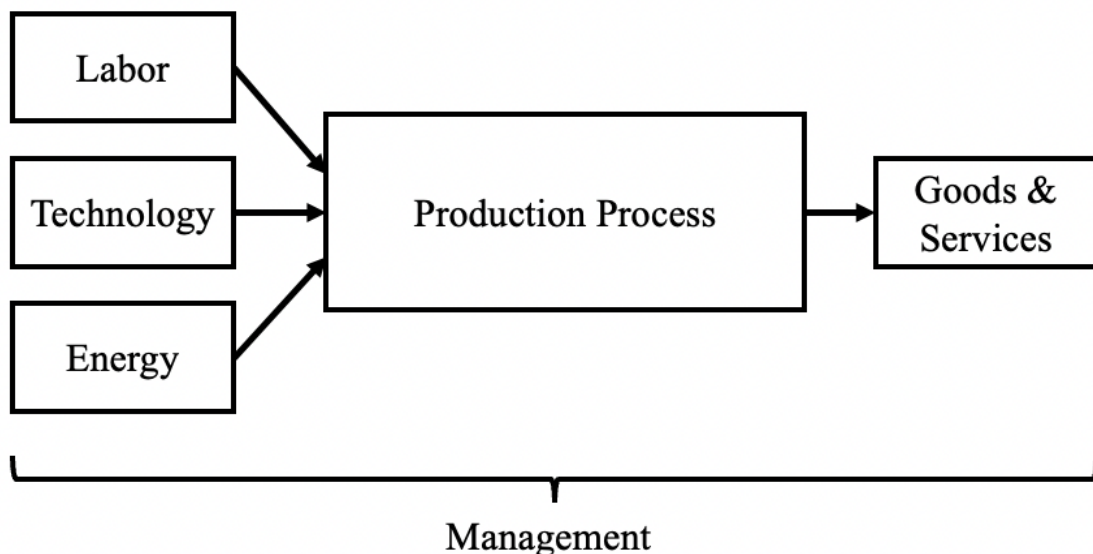 Labor
Technology
Energy
Production Process
Goods &
Services
Management